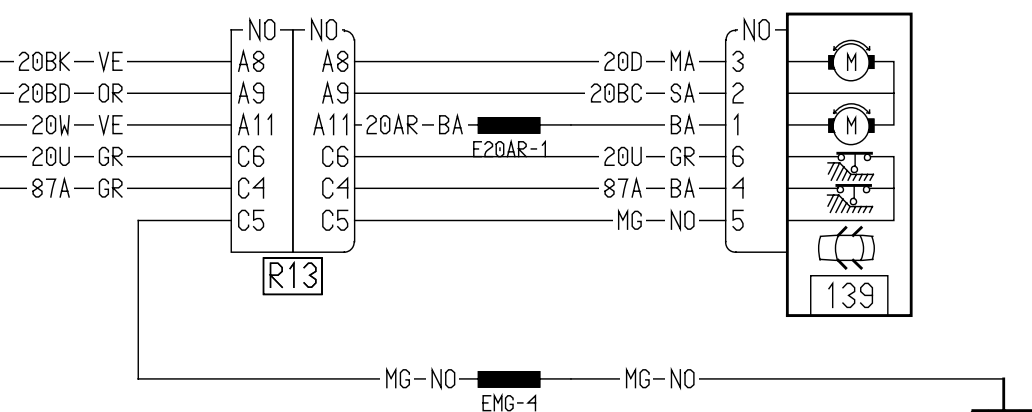 NO NO NO
20BK VE A8 A8 20D MA 3 M
20BD OR A9 A9 20BC SA 2
20W VE A11 A11 20AR-BA BA 1 M
E20AR-1
20U GR C6 C6 20U GR 6
87A GR C4 C4 87A BA 4
C5 C5 MG NO 5
R13
139
MG-NO MG-NO
EMG-4